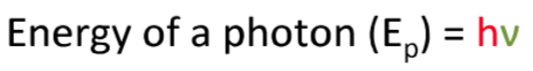 Energy of a photon (Eₚ) = hν